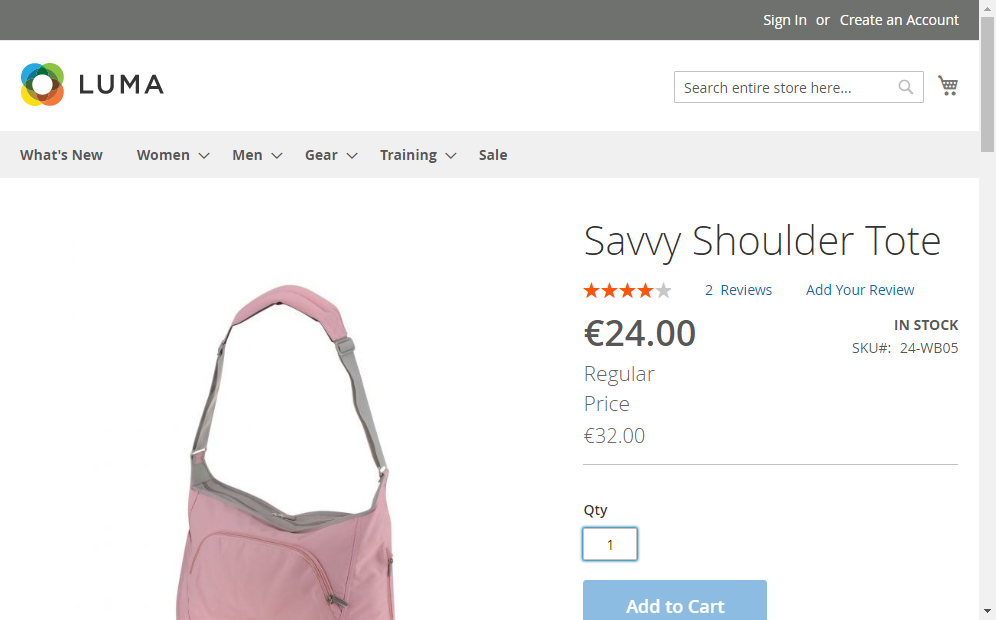 Sign In or Create an Account
LUMA
Search entire store here...
What's New Women Men Gear Training Sale
Savvy Shoulder Tote
2 Reviews Add Your Review
€24.00
IN STOCK
SKU#: 24-WB05
Regular
Price
€32.00
Qty
1
Add to Cart